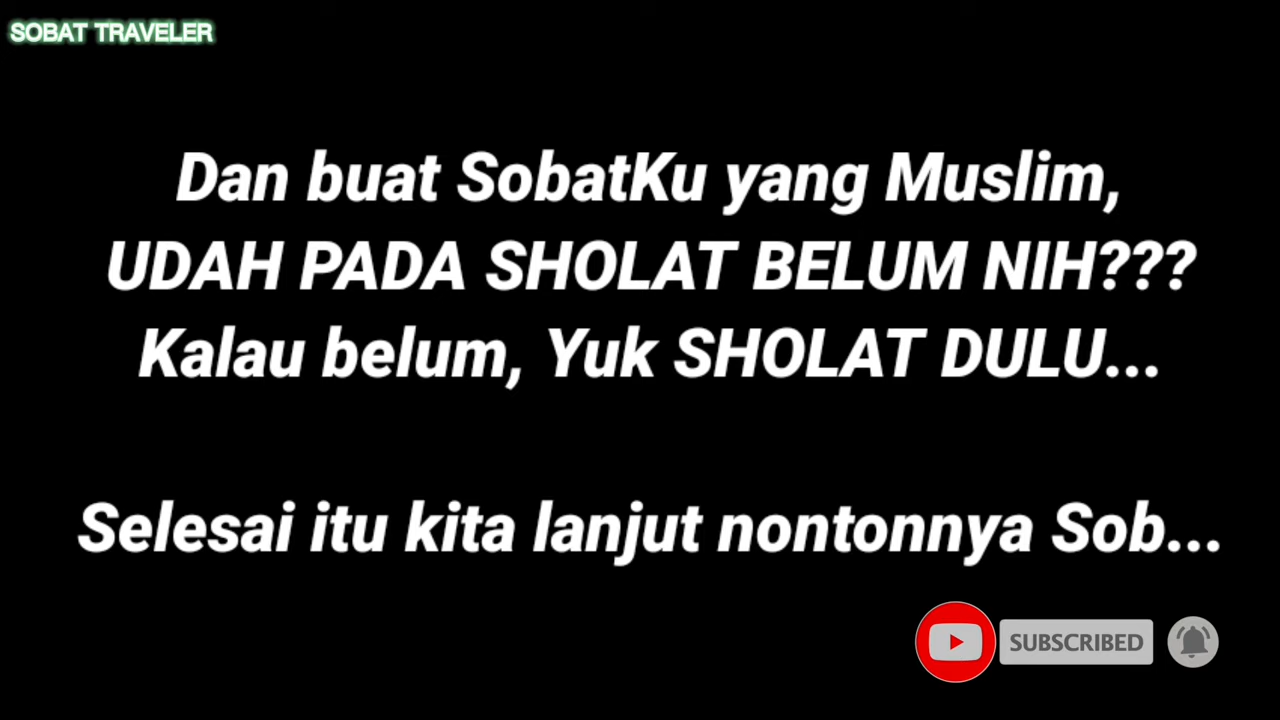 SOBAT TRAVELER
Dan buat SobatKu yang Muslim,
UDAH PADA SHOLAT BELUM NIH???
Kalau belum, Yuk SHOLAT DULU...
Selesai itu kita lanjut nontonnya Sob...
SUBSCRIBED